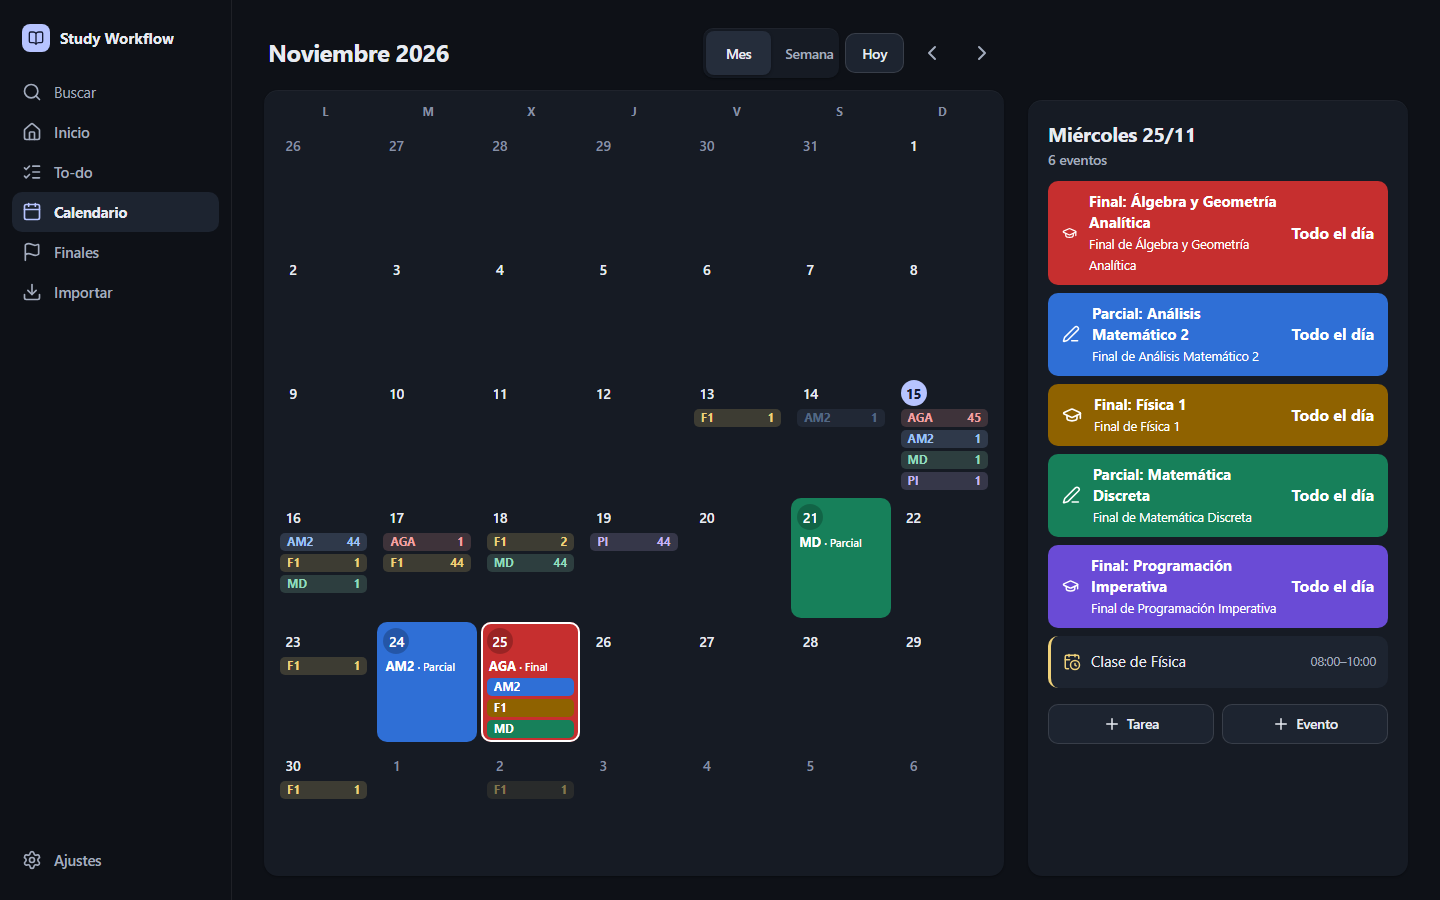 Study Workflow
Buscar
Inicio
To-do
Calendario
Finales
Importar
Ajustes
Noviembre 2026
Mes Semana Hoy
L M X J V S D
26 27 28 29 30 31 1
2 3 4 5 6 7 8
9 10 11 12 13 14 15
F1 1 AM2 1 AGA 45
AM2 1
MD 1
PI 1
16 17 18 19 20 21 22
AM2 44 AGA 1 F1 2 PI 44 MD · Parcial
F1 1 F1 44 MD 44
MD 1
23 24 25 26 27 28 29
F1 1 AM2 · Parcial AGA · Final
AM2
F1
MD
30 1 2 3 4 5 6
F1 1 F1 1
Miércoles 25/11
6 eventos
Final: Álgebra y Geometría
Analítica
Final de Álgebra y Geometría
Analítica
Todo el día
Parcial: Análisis
Matemático 2
Final de Análisis Matemático 2
Todo el día
Final: Física 1
Final de Física 1
Todo el día
Parcial: Matemática
Discreta
Final de Matemática Discreta
Todo el día
Final: Programación
Imperativa
Final de Programación Imperativa
Todo el día
Clase de Física 08:00–10:00
+ Tarea + Evento